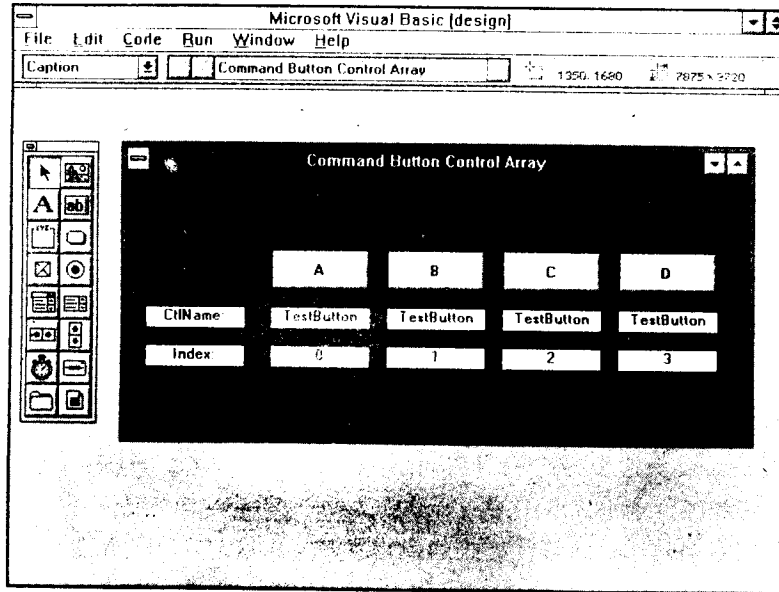 Microsoft Visual Basic [design]
File Edit Code Run Window Help
Caption Command Button Control Array 1350, 1680 7875 × 3720
Command Button Control Array
A ab
A B C D
CtlName: TestButton TestButton TestButton TestButton
Index: 0 1 2 3